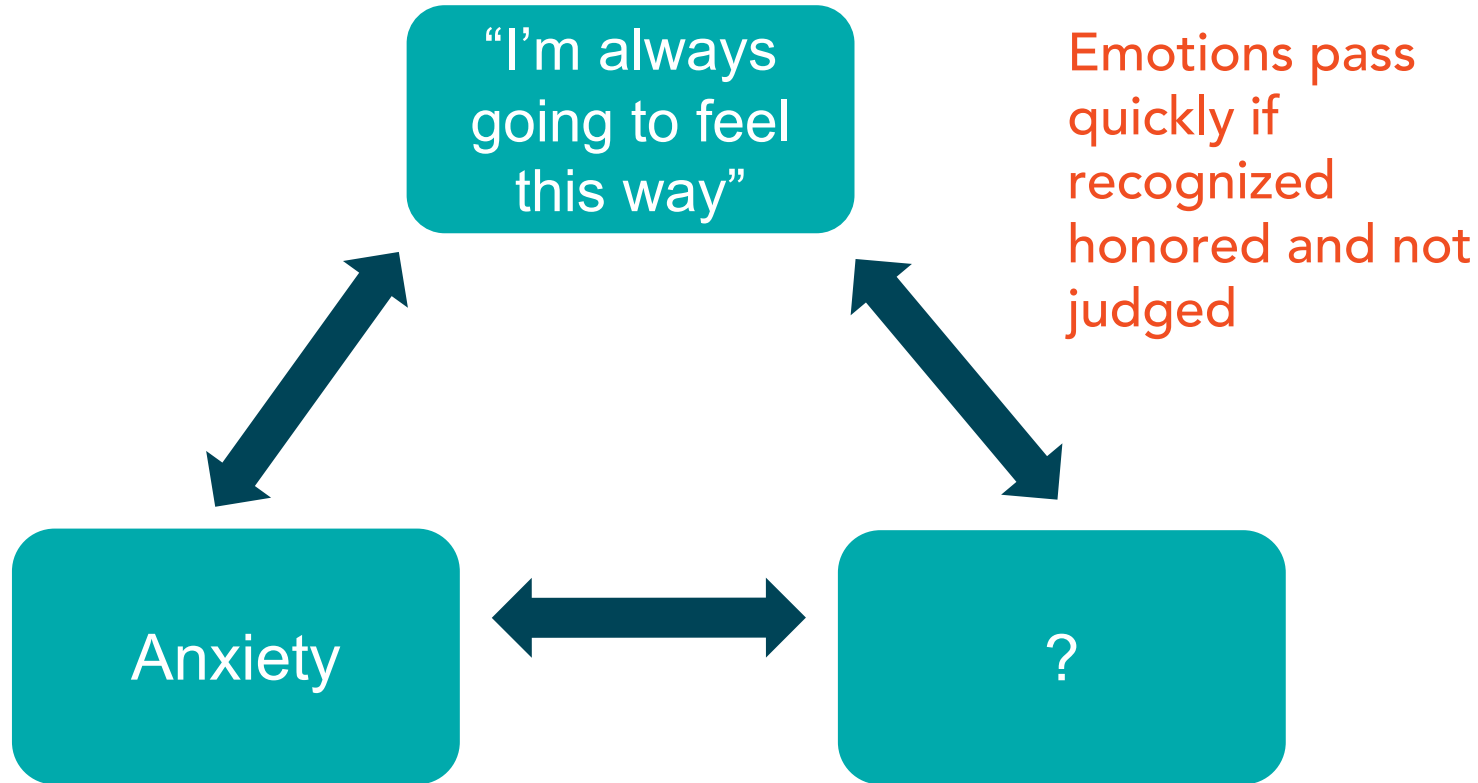 “I’m always
going to feel
this way”
Emotions pass
quickly if
recognized
honored and not
judged
Anxiety
?